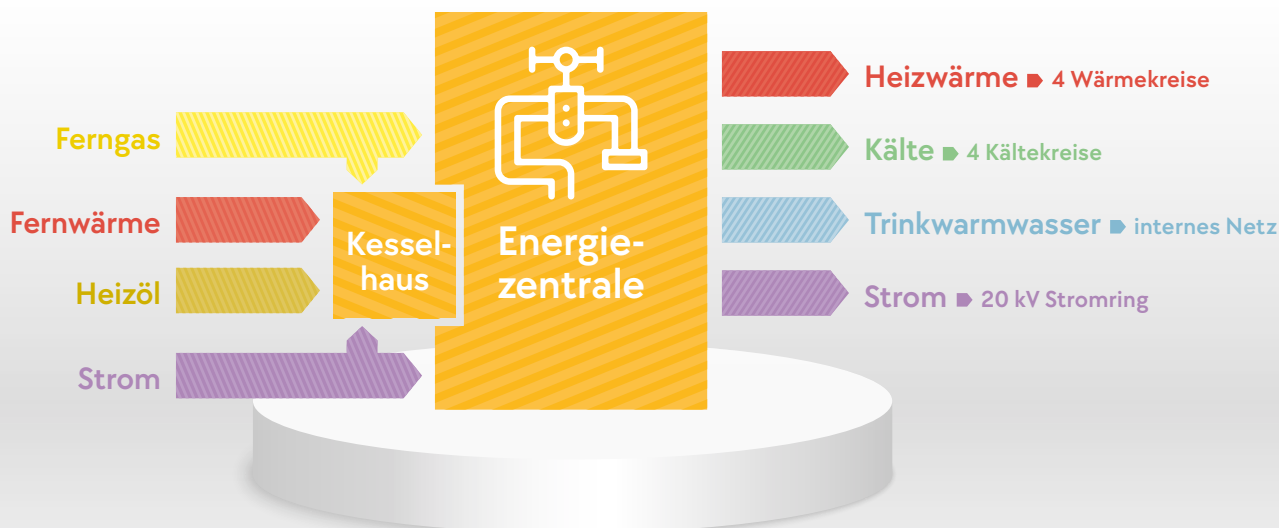 Ferngas
Fernwärme
Heizöl
Strom
Kessel-
haus
Energie-
zentrale
Heizwärme 4 Wärmekreise
Kälte 4 Kältekreise
Trinkwarmwasser internes Netz
Strom 20 kV Stromring